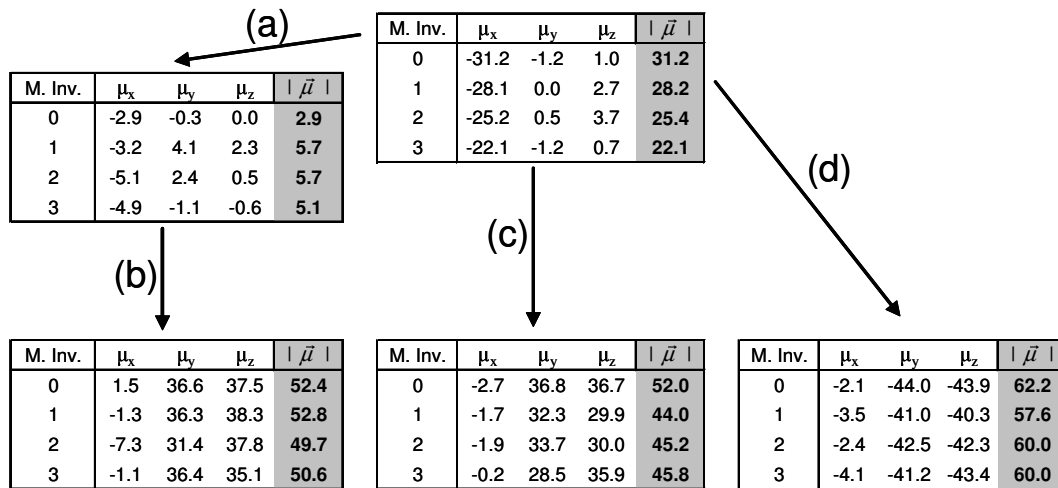 (a)
M. Inv. μx μy μz | μ⃗ |
0 -31.2 -1.2 1.0 31.2
1 -28.1 0.0 2.7 28.2
2 -25.2 0.5 3.7 25.4
3 -22.1 -1.2 0.7 22.1
M. Inv. μx μy μz | μ⃗ |
0 -2.9 -0.3 0.0 2.9
1 -3.2 4.1 2.3 5.7
2 -5.1 2.4 0.5 5.7
3 -4.9 -1.1 -0.6 5.1
(d)
(c)
(b)
M. Inv. μx μy μz | μ⃗ |
0 1.5 36.6 37.5 52.4
1 -1.3 36.3 38.3 52.8
2 -7.3 31.4 37.8 49.7
3 -1.1 36.4 35.1 50.6
M. Inv. μx μy μz | μ⃗ |
0 -2.7 36.8 36.7 52.0
1 -1.7 32.3 29.9 44.0
2 -1.9 33.7 30.0 45.2
3 -0.2 28.5 35.9 45.8
M. Inv. μx μy μz | μ⃗ |
0 -2.1 -44.0 -43.9 62.2
1 -3.5 -41.0 -40.3 57.6
2 -2.4 -42.5 -42.3 60.0
3 -4.1 -41.2 -43.4 60.0